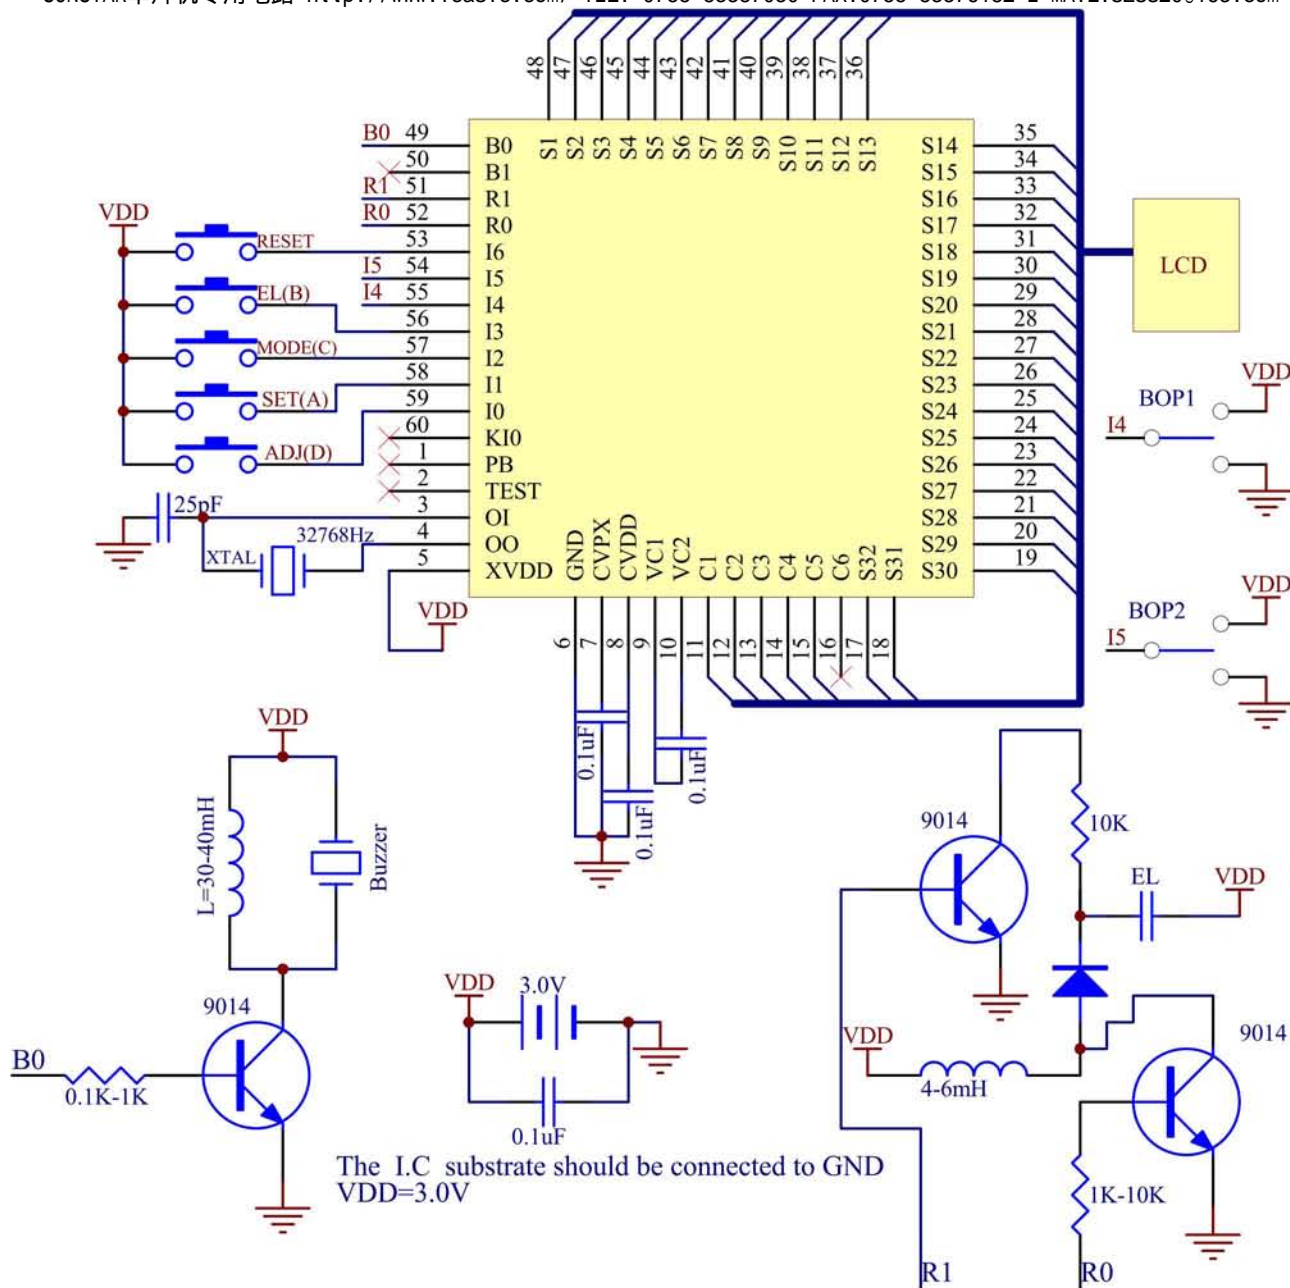 48 47 46 45 44 43 42 41 40 39 38 37 36
S1 S2 S3 S4 S5 S6 S7 S8 S9 S10 S11 S12 S13
B0 49 B0
50 B1
R1 51 R1
R0 52 R0
VDD
RESET 53 I6
I5 54 I5
I4 55 I4
EL(B) 56 I3
MODE(C) 57 I2
58 I1
SET(A) 59 I0
60 KI0
ADJ(D) 1 PB
2 TEST
25pF 3 OI
32768Hz 4 OO
XTAL 5 XVDD
VDD
S14 35
S15 34
S16 33
S17 32
S18 31
S19 30
S20 29
S21 28
S22 27
S23 26
S24 25
S25 24
S26 23
S27 22
S28 21
S29 20
S30 19
LCD
GND CVPX CVDD VC1 VC2 C1 C2 C3 C4 C5 C6 S32 S31
6 7 8 9 10 11 12 13 14 15 16 17 18
0.1uF
0.1uF
0.1uF
VDD
BOP1
I4
VDD
BOP2
I5
VDD
L=30-40mH
Buzzer
9014
B0
0.1K-1K
VDD
3.0V
0.1uF
The I.C substrate should be connected to GND
VDD=3.0V
9014
10K
EL
VDD
VDD
4-6mH
9014
1K-10K
R1
R0